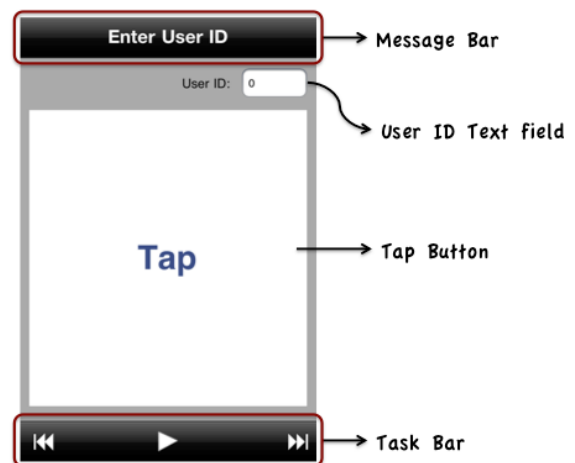 Enter User ID
Message Bar
User ID: 0
User ID Text field
Tap
Tap Button
Task Bar